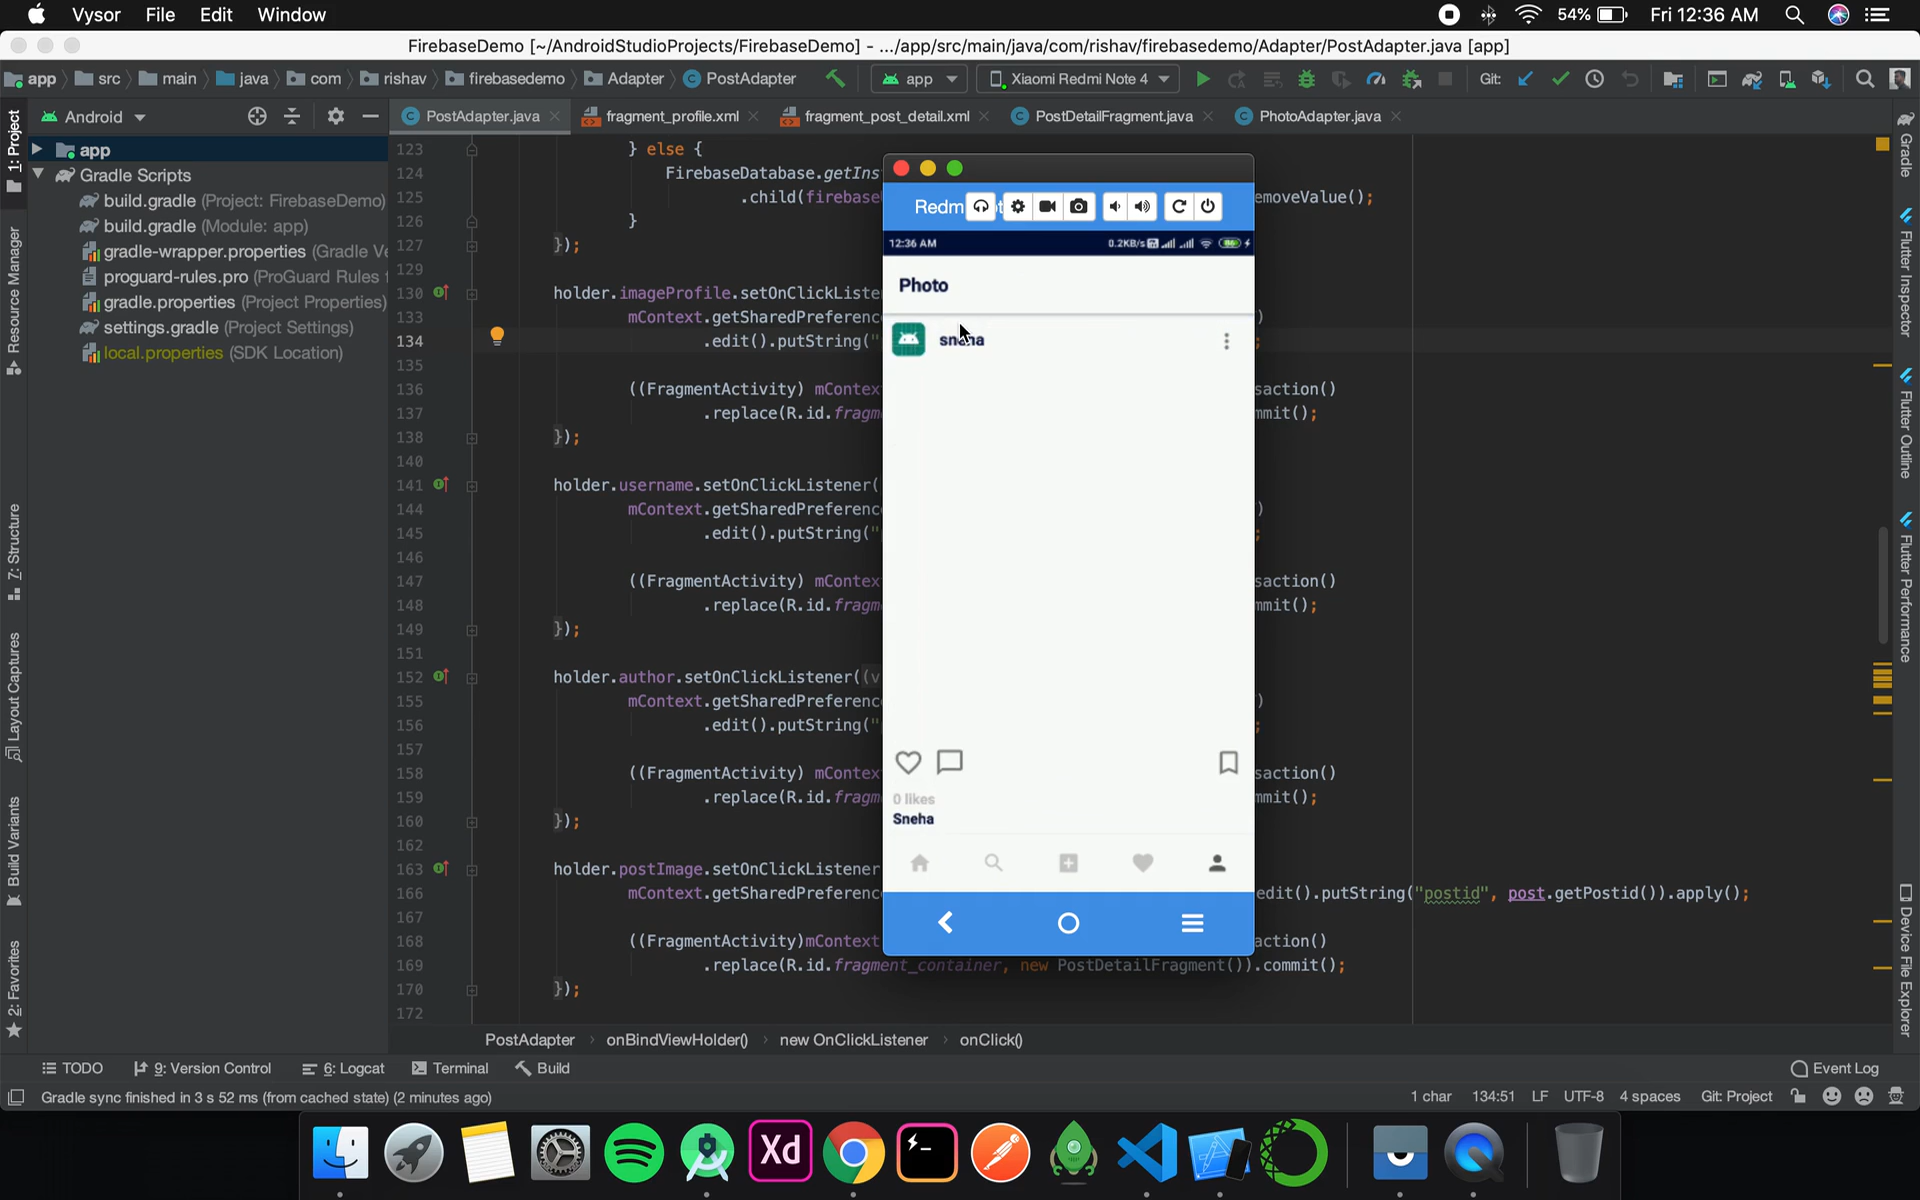 Vysor File Edit Window 54% Fri 12:36 AM
FirebaseDemo [~/AndroidStudioProjects/FirebaseDemo] - .../app/src/main/java/com/rishav/firebasedemo/Adapter/PostAdapter.java [app]
app src main java com rishav firebasedemo Adapter PostAdapter app Xiaomi Redmi Note 4 Git:
Android PostAdapter.java fragment_profile.xml fragment_post_detail.xml PostDetailFragment.java PhotoAdapter.java
1: Project
Resource Manager
7: Structure
Layout Captures
Build Variants
2: Favorites
app
Gradle Scripts
build.gradle (Project: FirebaseDemo)
build.gradle (Module: app)
gradle-wrapper.properties (Gradle Ve
proguard-rules.pro (ProGuard Rules
gradle.properties (Project Properties)
settings.gradle (Project Settings)
local.properties (SDK Location)
123 } else {
124 FirebaseDatabase.getIns
125 .child(firebase emoveValue();
126 }
127 });
129
130 holder.imageProfile.setOnClickListe
133 mContext.getSharedPreferenc )
134 .edit().putString(" ;
135
136 ((FragmentActivity) mContex saction()
137 .replace(R.id.fragm mmit();
138 });
140
141 holder.username.setOnClickListener(
144 mContext.getSharedPreferenc )
145 .edit().putString(" ;
146
147 ((FragmentActivity) mContex saction()
148 .replace(R.id.fragm mmit();
149 });
151
152 holder.author.setOnClickListener((v
155 mContext.getSharedPreferenc )
156 .edit().putString(" ;
157
158 ((FragmentActivity) mContex saction()
159 .replace(R.id.fragm mmit();
160 });
162
163 holder.postImage.setOnClickListener
166 mContext.getSharedPreferenc edit().putString("postid", post.getPostid()).apply();
167
168 ((FragmentActivity)mContext action()
169 .replace(R.id.fragment_container, new PostDetailFragment()).commit();
170 });
172
Redm
12:36 AM 0.2KB/s
Photo
0 likes
Sneha
Gradle
Flutter Inspector
Flutter Outline
Flutter Performance
Device File Explorer
PostAdapter onBindViewHolder() new OnClickListener onClick()
TODO 9: Version Control 6: Logcat Terminal Build Event Log
Gradle sync finished in 3 s 52 ms (from cached state) (2 minutes ago) 1 char 134:51 LF UTF-8 4 spaces Git: Project
Xd